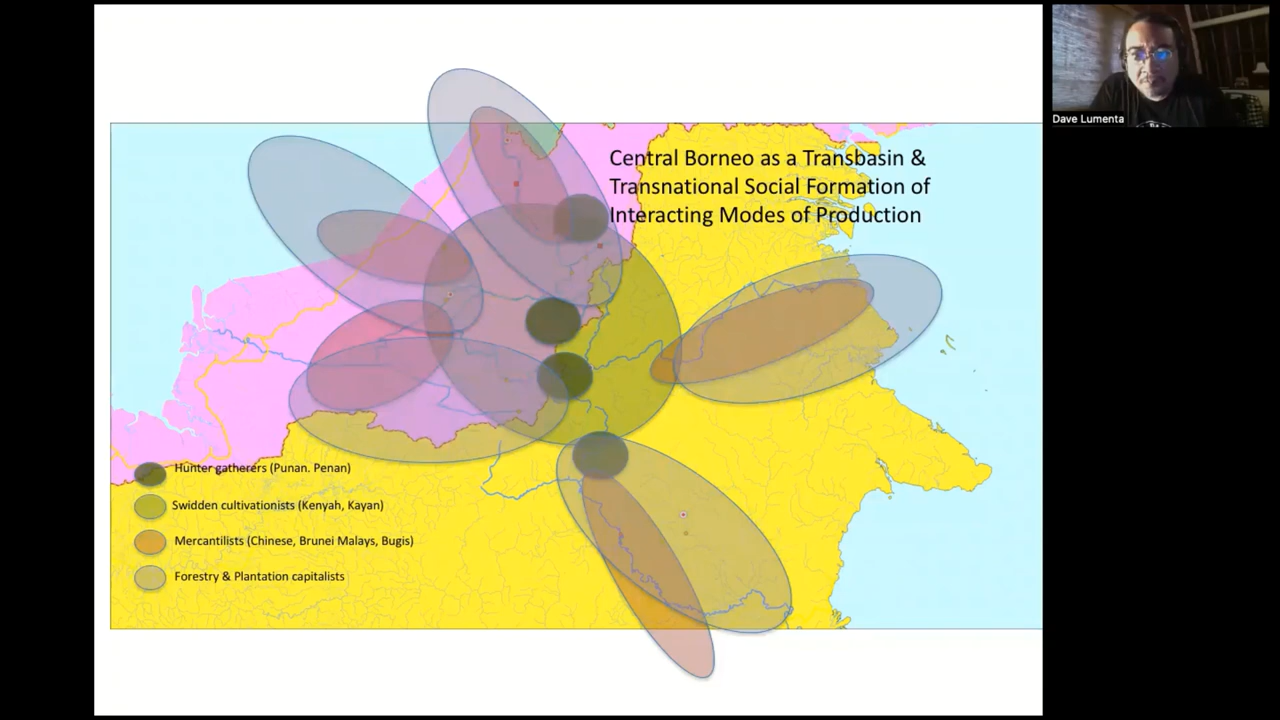 Dave Lumenta
Central Borneo as a Transbasin &
Transnational Social Formation of
Interacting Modes of Production
Hunter gatherers (Punan. Penan)
Swidden cultivationists (Kenyah, Kayan)
Mercantilists (Chinese, Brunei Malays, Bugis)
Forestry & Plantation capitalists